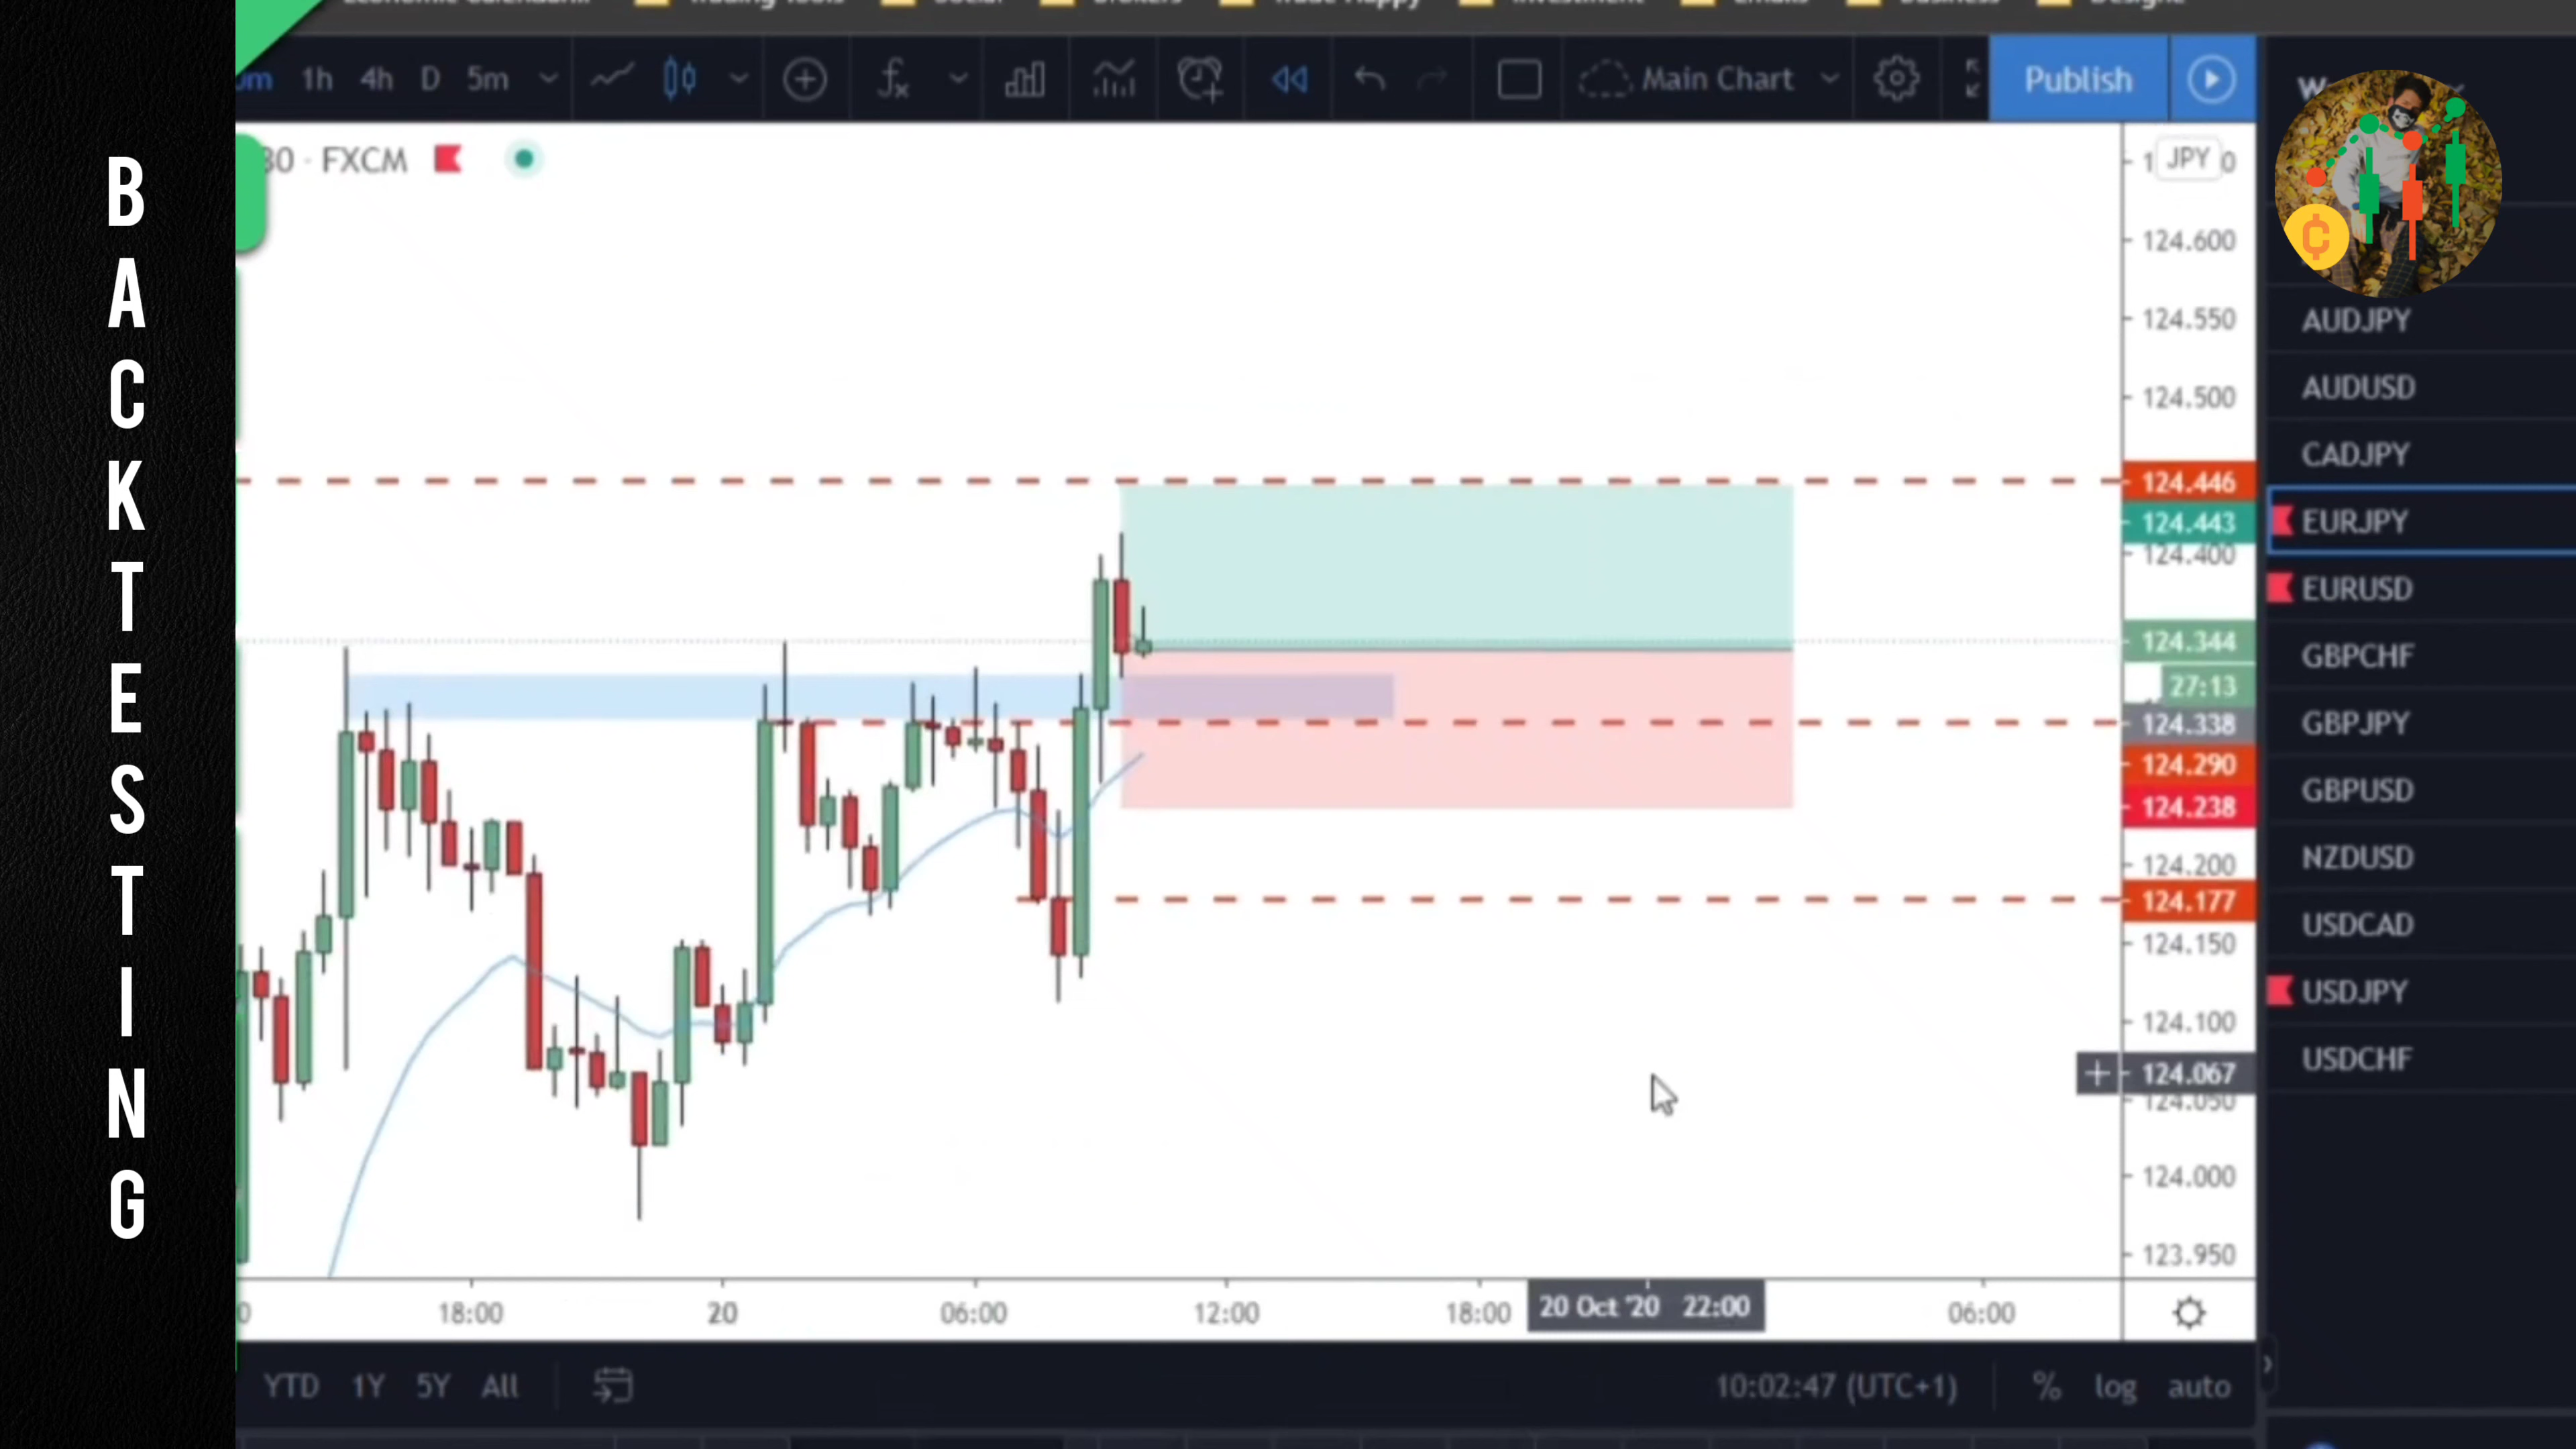 BACKTESTING
1h 4h D 5m
Main Chart
Publish
30 · FXCM
JPY
124.600
124.550
124.500
124.446
124.443
124.400
124.344
27:13
124.338
124.290
124.238
124.200
124.177
124.150
124.100
124.067
124.050
124.000
123.950
18:00 20 06:00 12:00 18:00 20 Oct '20 22:00 06:00
YTD 1Y 5Y All
10:02:47 (UTC+1) % log auto
AUDJPY
AUDUSD
CADJPY
EURJPY
EURUSD
GBPCHF
GBPJPY
GBPUSD
NZDUSD
USDCAD
USDJPY
USDCHF